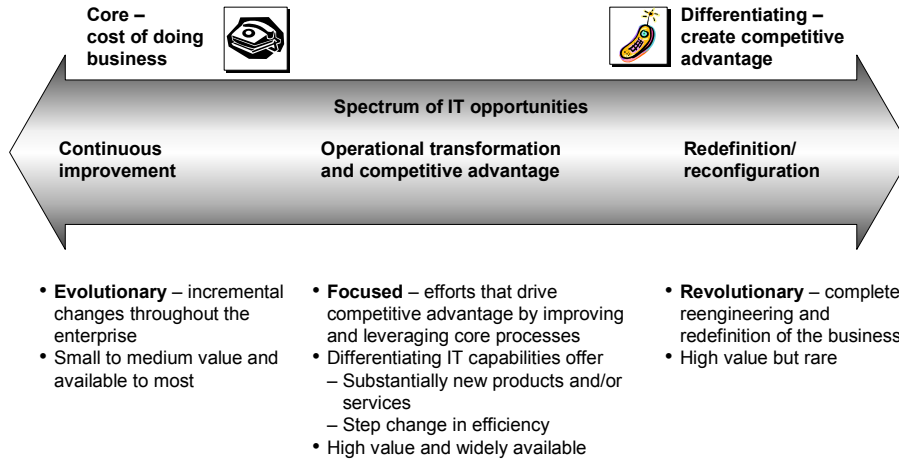 Core –
cost of doing
business
Differentiating –
create competitive
advantage
Spectrum of IT opportunities
Continuous
improvement
Operational transformation
and competitive advantage
Redefinition/
reconfiguration
• Evolutionary – incremental
changes throughout the
enterprise
• Small to medium value and
available to most
• Focused – efforts that drive
competitive advantage by improving
and leveraging core processes
• Differentiating IT capabilities offer
– Substantially new products and/or
services
– Step change in efficiency
• High value and widely available
• Revolutionary – complete
reengineering and
redefinition of the business
• High value but rare